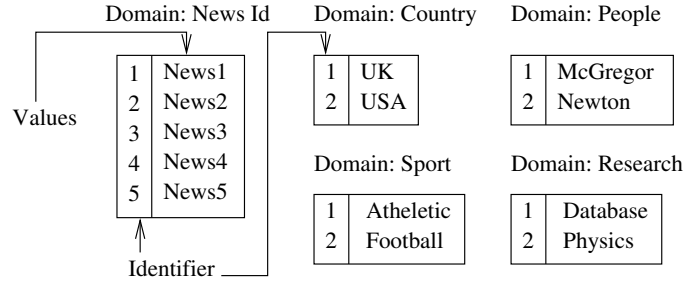 Domain: News Id
Domain: Country
Domain: People
Values
1 News1
2 News2
3 News3
4 News4
5 News5
1 UK
2 USA
1 McGregor
2 Newton
Domain: Sport
Domain: Research
1 Atheletic
2 Football
1 Database
2 Physics
Identifier